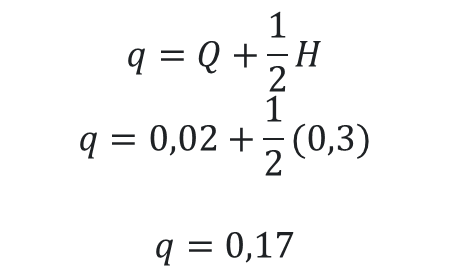 q = Q + 1/2 H
q = 0,02 + 1/2 (0,3)
q = 0,17